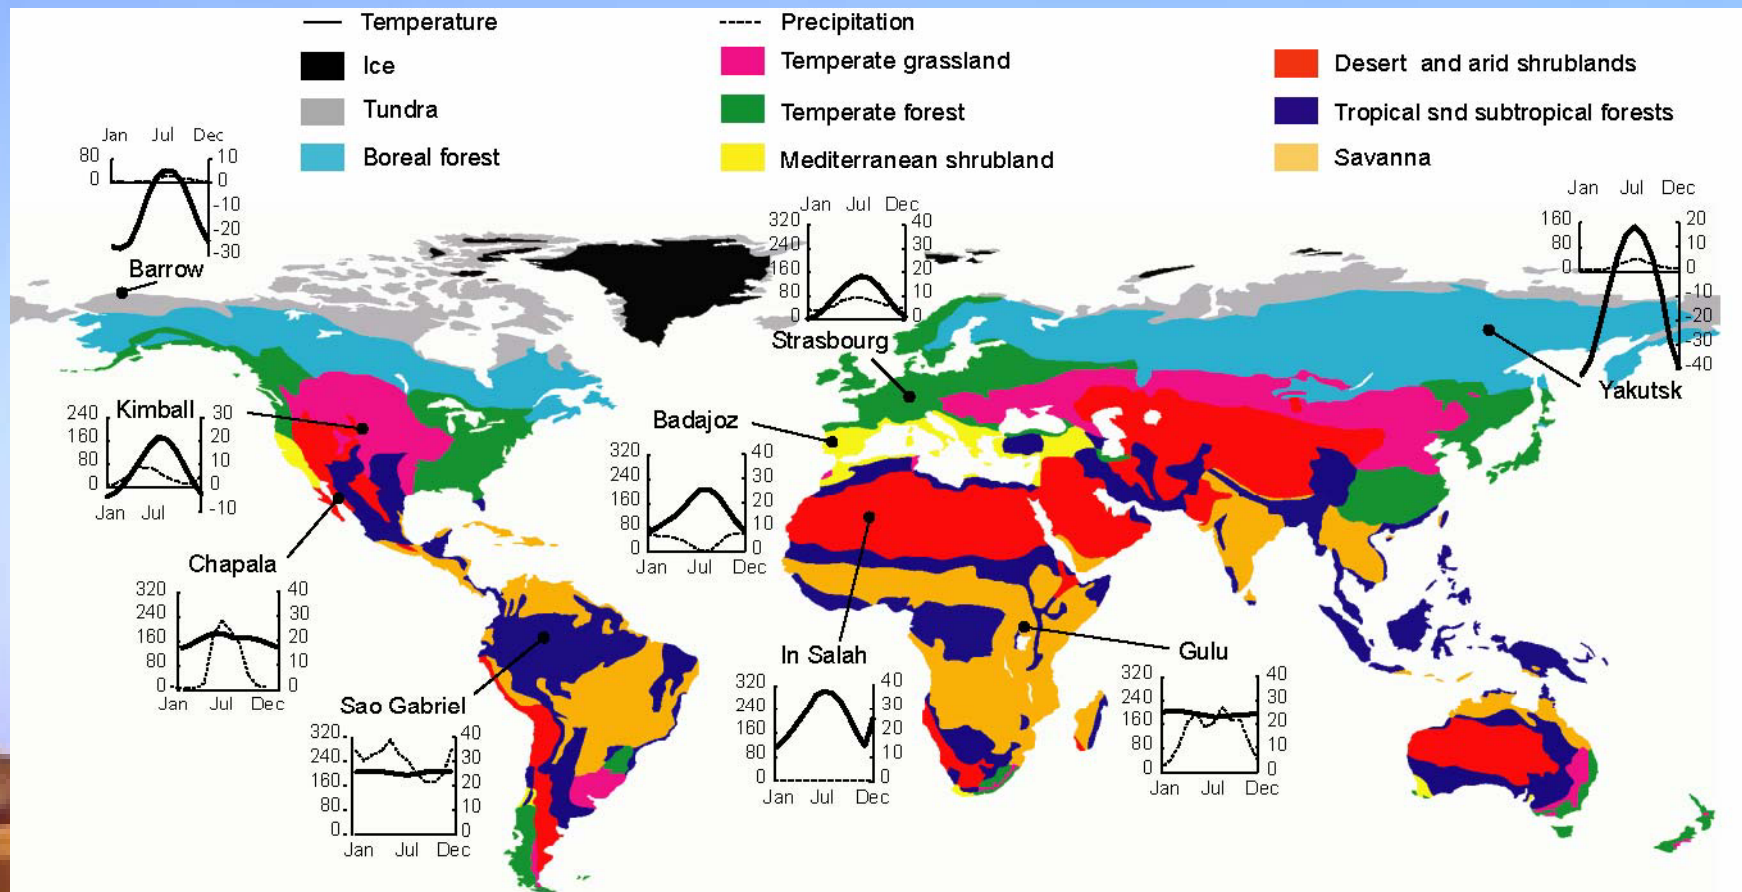 Temperature
Precipitation
Ice
Temperate grassland
Desert and arid shrublands
Tundra
Temperate forest
Tropical snd subtropical forests
Boreal forest
Mediterranean shrubland
Savanna
Jan Jul Dec
80 10
0 0
-10
-20
-30
Barrow
Jan Jul Dec
320 40
240 30
160 20
80 10
0 0
Strasbourg
Jan Jul Dec
160 20
80 10
0 0
-10
-20
-30
-40
Yakutsk
Kimball
240 30
160 20
80 10
0 0
-10
Jan Jul
Badajoz
320 40
240 30
160 20
80 10
0 0
Jan Jul Dec
Chapala
320 40
240 30
160 20
80 10
0 0
Jan Jul Dec
Sao Gabriel
320 40
240 30
160 20
80 10
0 0
Jan Jul Dec
In Salah
320 40
240 30
160 20
80 10
0 0
Jan Jul Dec
Gulu
320 40
240 30
160 20
80 10
0 0
Jan Jul Dec